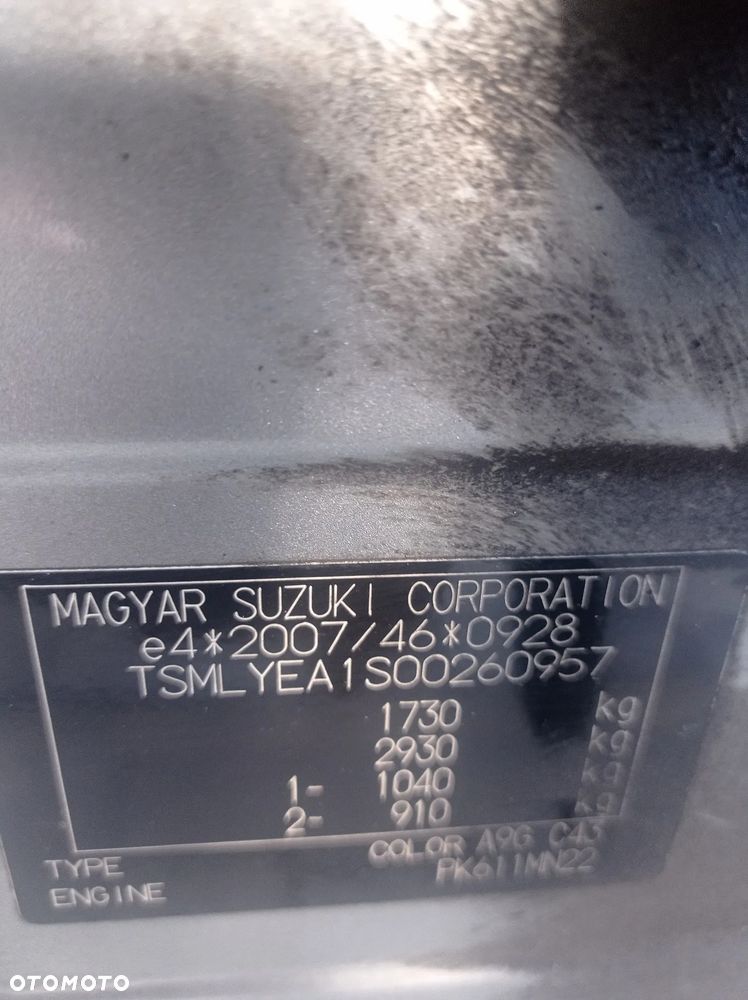 MAGYAR SUZUKI CORPORATION
e4*2007/46*0928
TSMLYEA1S00260957
1730 kg
2930 kg
1- 1040 kg
2- 910 kg
TYPE COLOR A9G C43
ENGINE PK611MN22
OTOMOTO